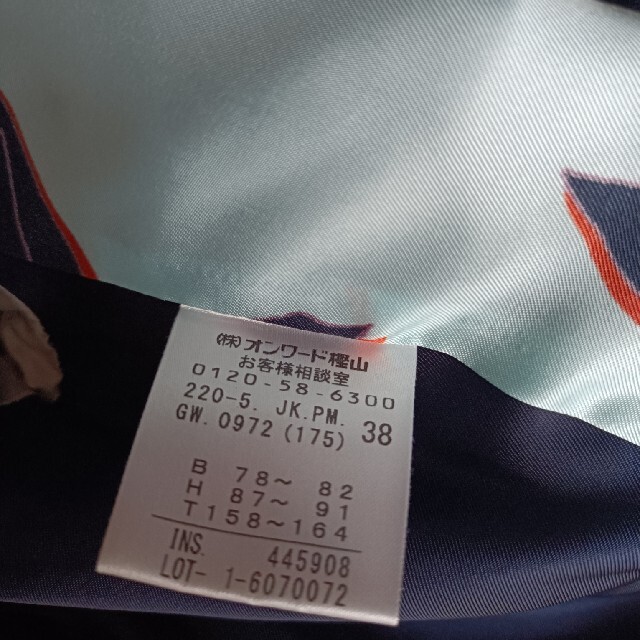 ㈱オンワード樫山
お客様相談室
0120-58-6300
220-5. JK.PM. 38
GW.0972(175)
B 78～ 82
H 87～ 91
T158～164
INS. 445908
LOT- 1-6070072